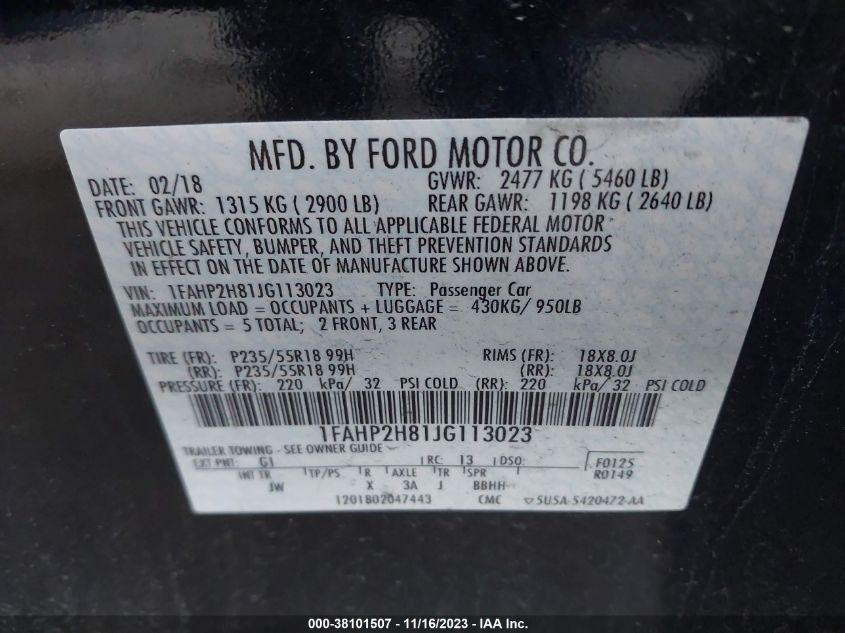 MFD. BY FORD MOTOR CO.
DATE: 02/18 GVWR: 2477 KG ( 5460 LB)
FRONT GAWR: 1315 KG ( 2900 LB) REAR GAWR: 1198 KG ( 2640 LB)
THIS VEHICLE CONFORMS TO ALL APPLICABLE FEDERAL MOTOR
VEHICLE SAFETY, BUMPER, AND THEFT PREVENTION STANDARDS
IN EFFECT ON THE DATE OF MANUFACTURE SHOWN ABOVE.
VIN: 1FAHP2H81JG113023 TYPE: Passenger Car
MAXIMUM LOAD = OCCUPANTS + LUGGAGE = 430KG/ 950LB
OCCUPANTS = 5 TOTAL; 2 FRONT, 3 REAR
TIRE (FR): P235/55R18 99H RIMS (FR): 18X8.0J
(RR): P235/55R18 99H (RR): 18X8.0J
PRESSURE (FR): 220 kPa/ 32 PSI COLD (RR): 220 kPa/ 32 PSI COLD
1FAHP2H81JG113023
TRAILER TOWING - SEE OWNER GUIDE
EXT PNT: G1 RC: 13 DSO: F0125
INT TR TP/PS R AXLE TR SPR R0149
JW X 3A J BBHH
1201802047443 CMC ▽ 5U5A-5420472-AA
000-38101507 - 11/16/2023 - IAA Inc.